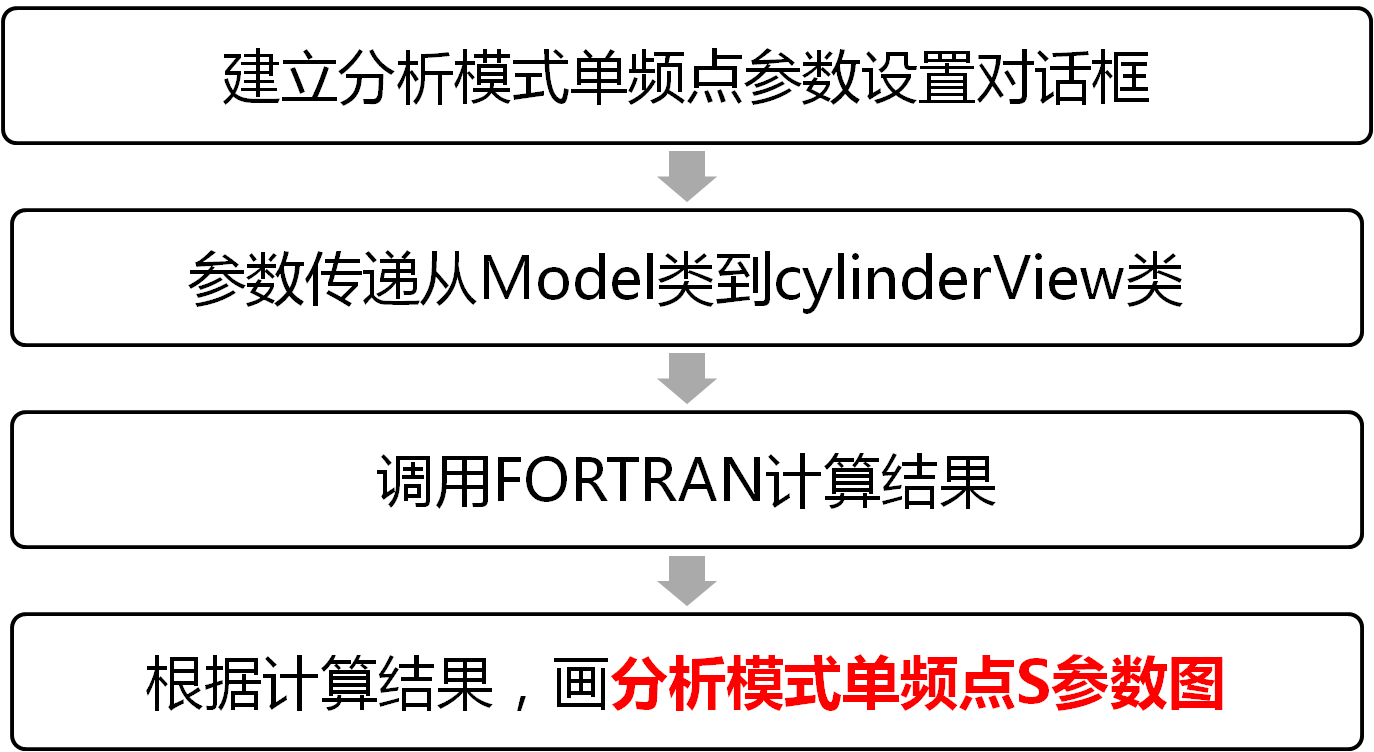 建立分析模式单频点参数设置对话框
参数传递从Model类到cylinderView类
调用FORTRAN计算结果
根据计算结果，画分析模式单频点S参数图